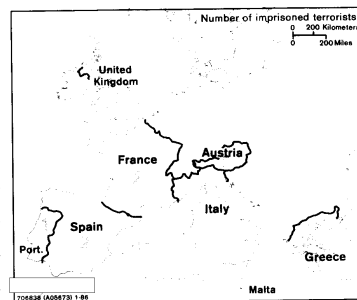 Number of imprisoned terrorists
0 200 Kilometers
0 200 Miles
United
Kingdom
France
Austria
Spain
Italy
Port.
Greece
Malta
706838 (A05673) 1-86